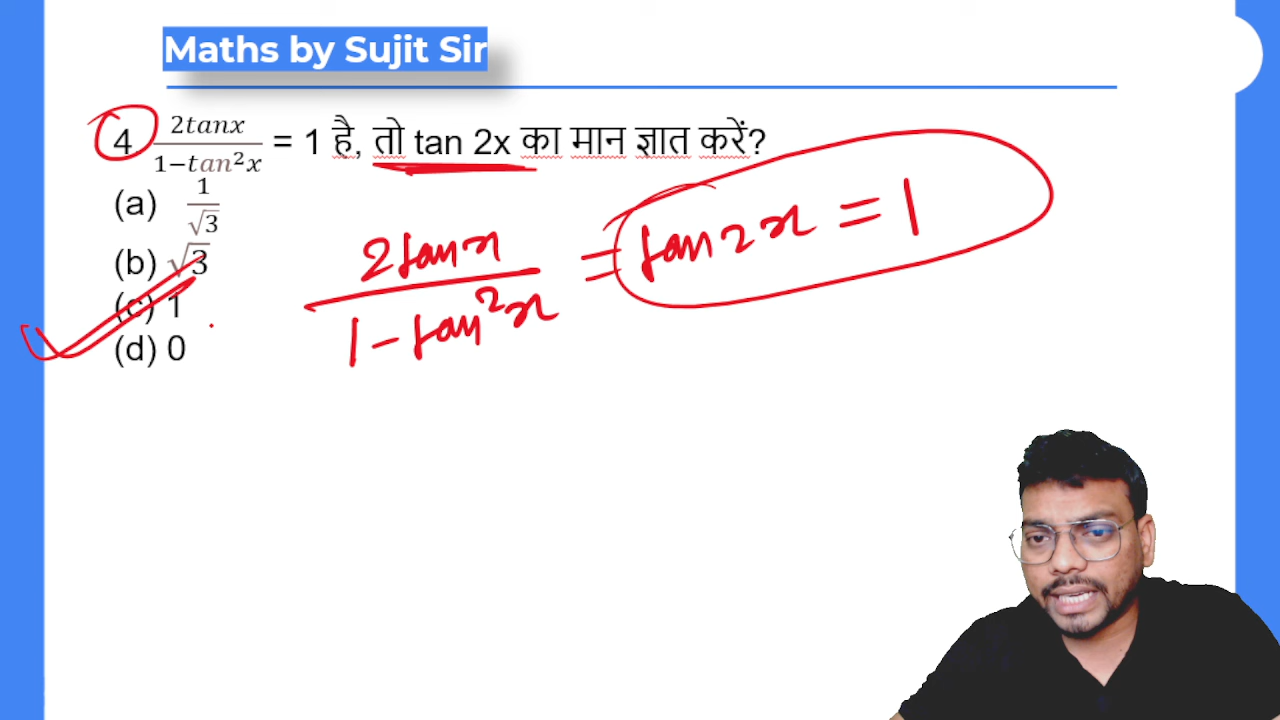 Maths by Sujit Sir
4. 2tanx/1−tan²x = 1 है, तो tan 2x का मान ज्ञात करें?
(a) 1/√3
(b) √3
(c) 1
(d) 0
2tanx/1-tan²x = tan2x = 1